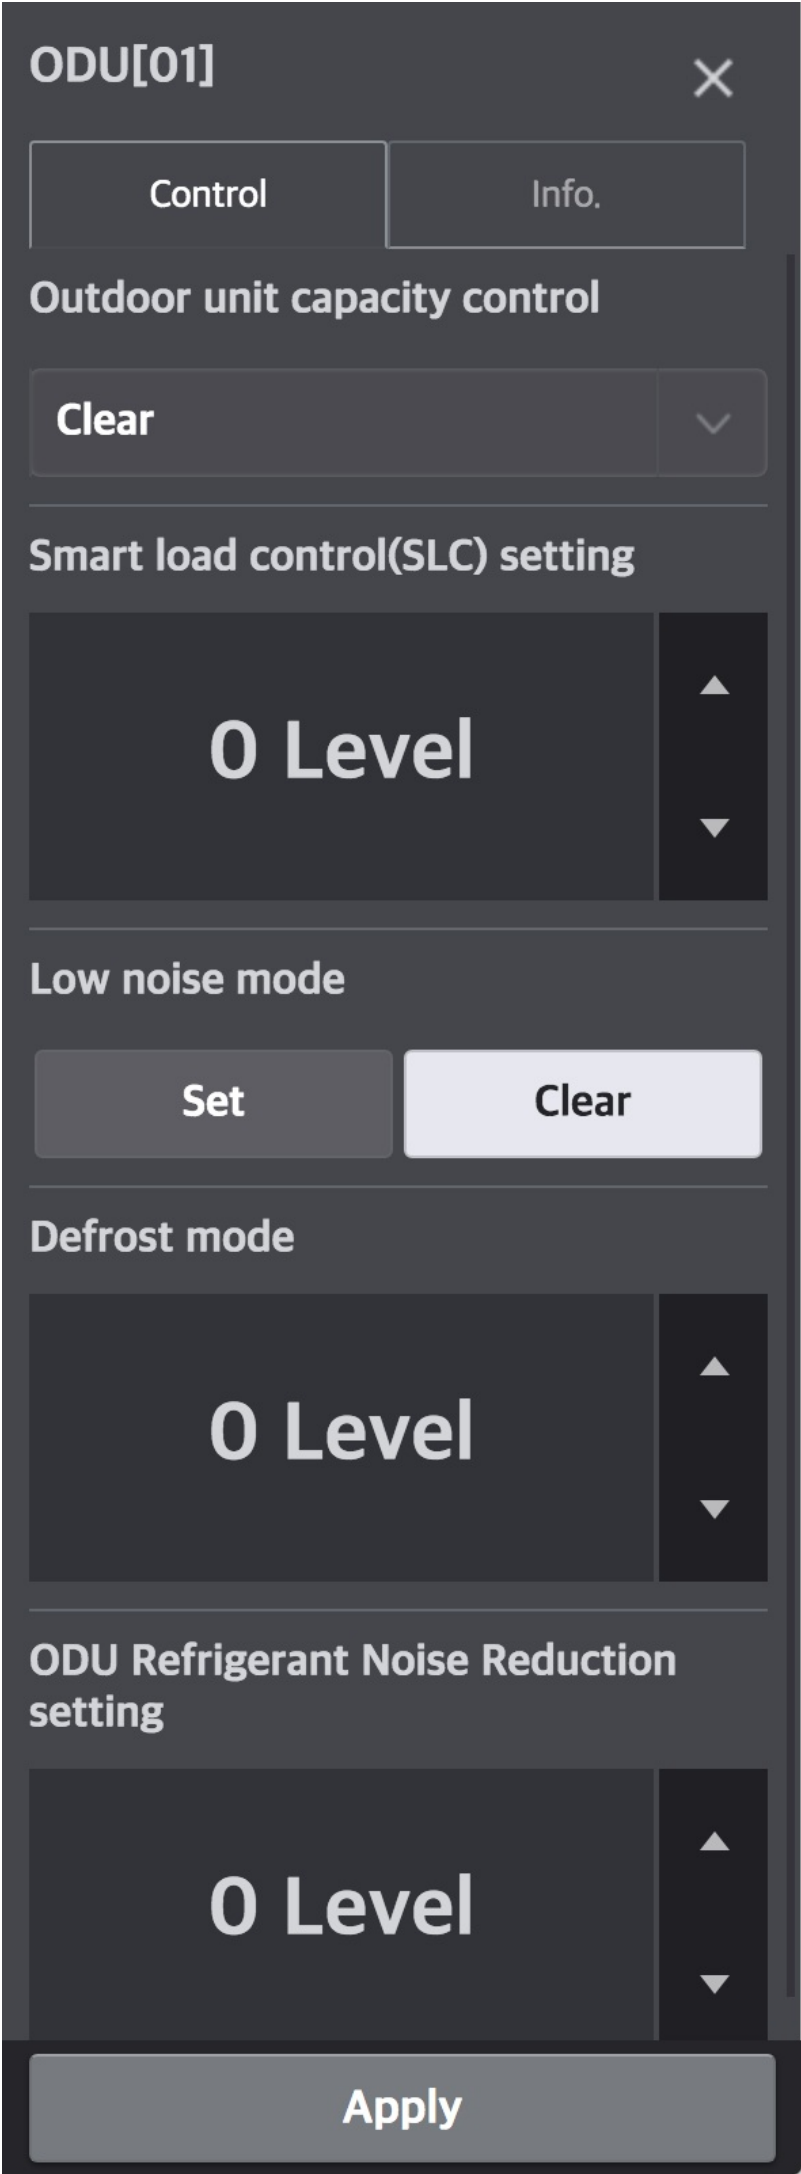 ODU[01]
Control
Info.
Outdoor unit capacity control
Clear
Smart load control(SLC) setting
0 Level
Low noise mode
Set
Clear
Defrost mode
0 Level
ODU Refrigerant Noise Reduction
setting
0 Level
Apply